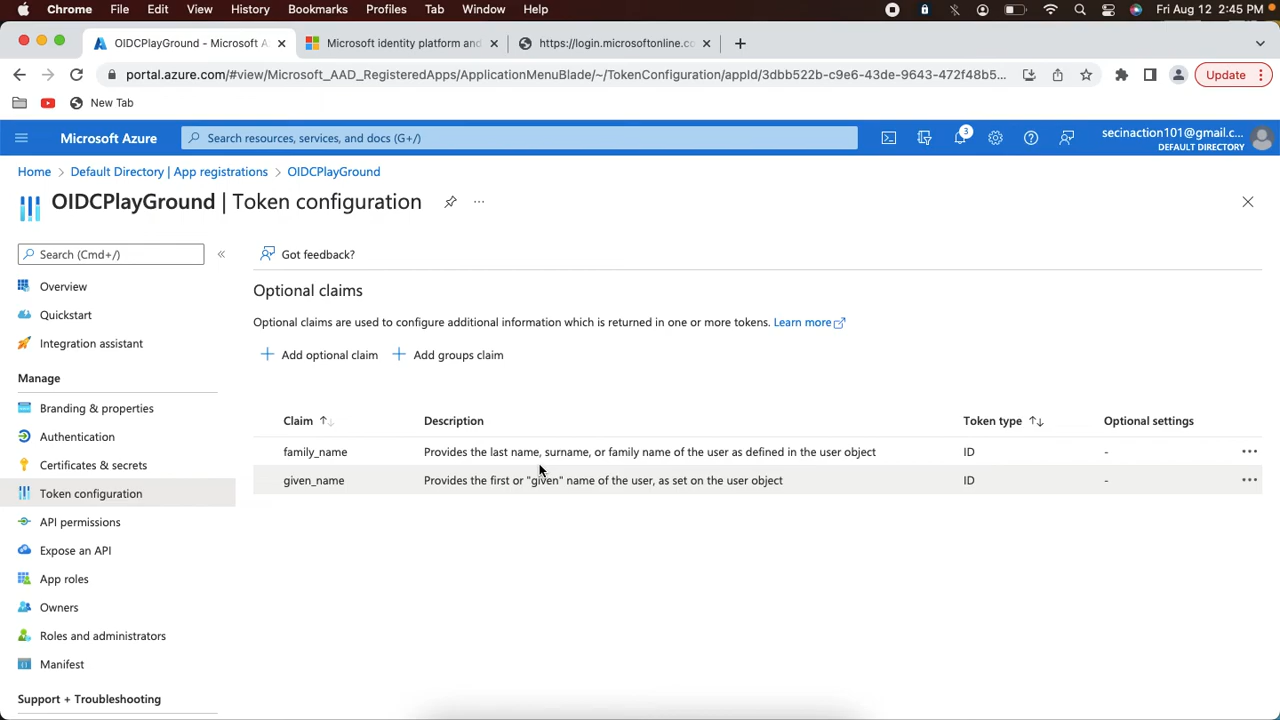 Chrome File Edit View History Bookmarks Profiles Tab Window Help Fri Aug 12 2:45 PM
OIDCPlayGround - Microsoft A Microsoft identity platform and https://login.microsoftonline.co
portal.azure.com/#view/Microsoft_AAD_RegisteredApps/ApplicationMenuBlade/~/TokenConfiguration/appId/3dbb522b-c9e6-43de-9643-472f48b5... Update
New Tab
Microsoft Azure Search resources, services, and docs (G+/) 3 secinaction101@gmail.c...
DEFAULT DIRECTORY
Home > Default Directory | App registrations > OIDCPlayGround
OIDCPlayGround | Token configuration ...
Search (Cmd+/) «
Got feedback?
Overview
Quickstart
Integration assistant
Manage
Branding & properties
Authentication
Certificates & secrets
Token configuration
API permissions
Expose an API
App roles
Owners
Roles and administrators
Manifest
Support + Troubleshooting
Optional claims
Optional claims are used to configure additional information which is returned in one or more tokens. Learn more
+ Add optional claim + Add groups claim
Claim Description Token type Optional settings
family_name Provides the last name, surname, or family name of the user as defined in the user object ID - ...
given_name Provides the first or "given" name of the user, as set on the user object ID - ...